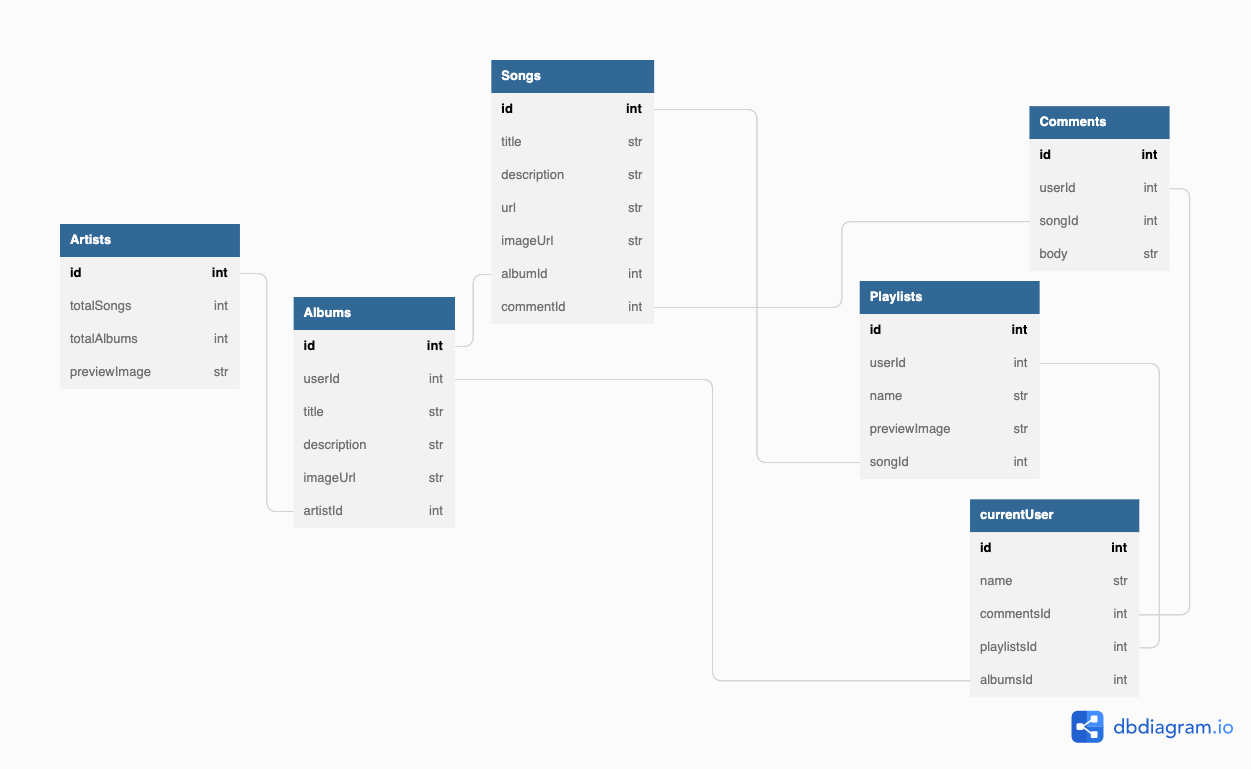 Songs
id int
title str
description str
url str
imageUrl str
albumId int
commentId int
Comments
id int
userId int
songId int
body str
Artists
id int
totalSongs int
totalAlbums int
previewImage str
Albums
id int
userId int
title str
description str
imageUrl str
artistId int
Playlists
id int
userId int
name str
previewImage str
songId int
currentUser
id int
name str
commentsId int
playlistsId int
albumsId int
dbdiagram.io